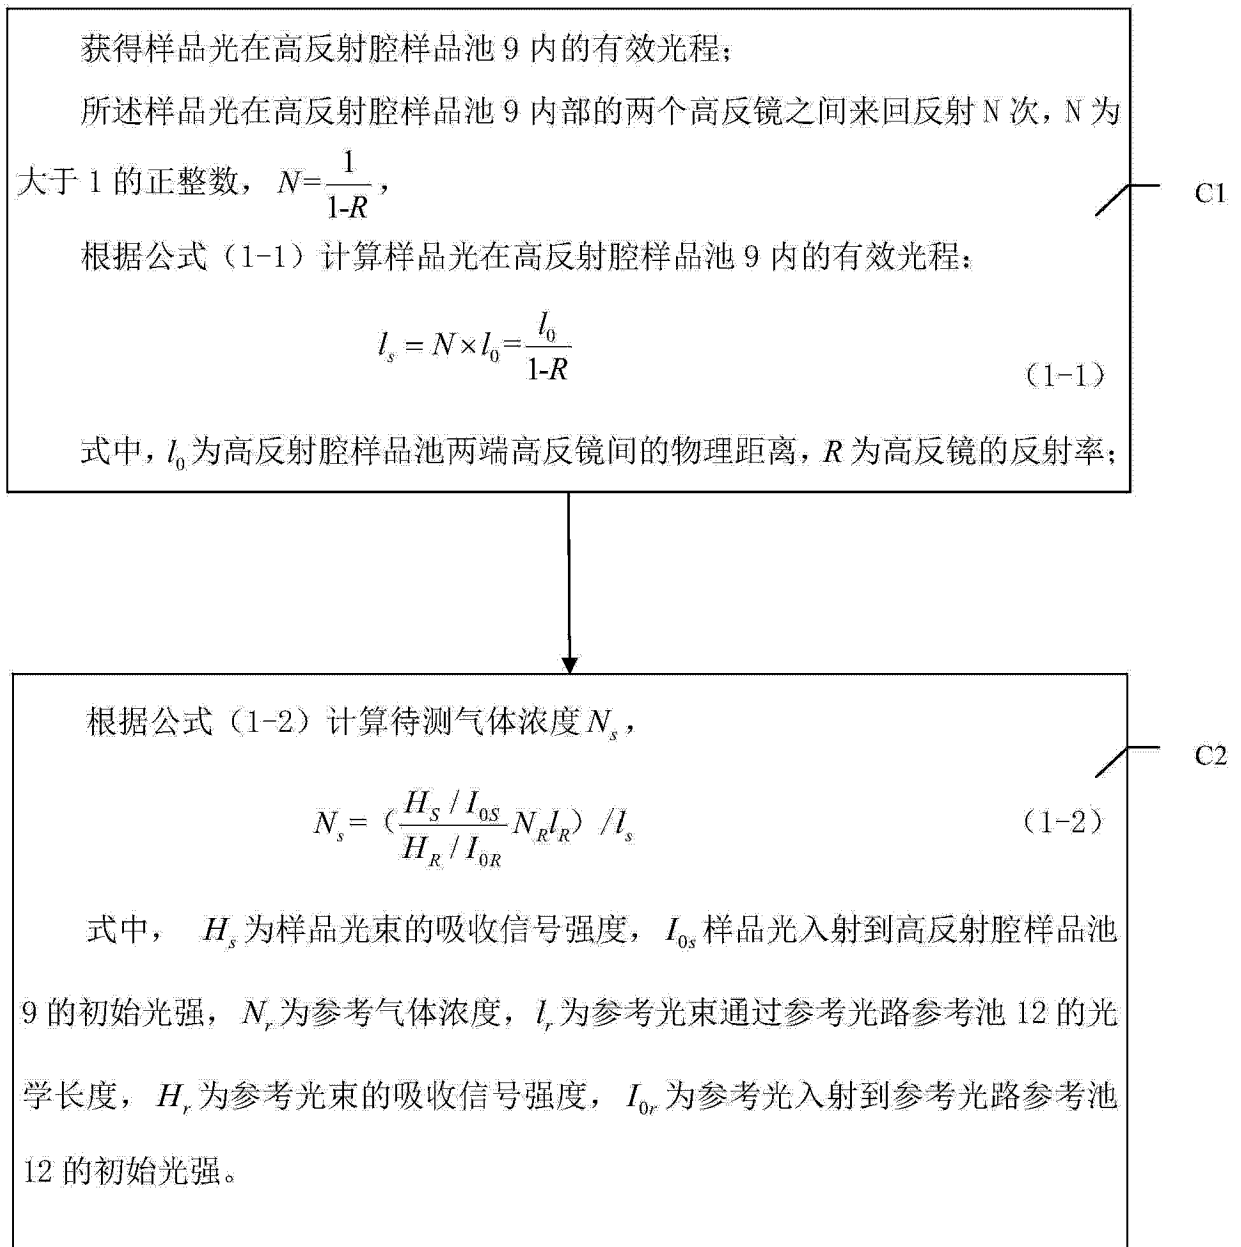 获得样品光在高反射腔样品池 9 内的有效光程;
所述样品光在高反射腔样品池 9 内部的两个高反镜之间来回反射 N 次, N 为
大于 1 的正整数, N=\frac{1}{1-R},
C1
根据公式（1-1）计算样品光在高反射腔样品池 9 内的有效光程:
l_s = N×l_0=\frac{l_0}{1-R}
（1-1）
式中, l_0 为高反射腔样品池两端高反镜间的物理距离, R 为高反镜的反射率;
根据公式（1-2）计算待测气体浓度 N_s,
C2
N_s=（\frac{H_S / I_{0S}}{H_R / I_{0R}} N_R l_R）/l_s （1-2）
式中, H_s 为样品光束的吸收信号强度, I_{0s} 样品光入射到高反射腔样品池
9 的初始光强, N_r 为参考气体浓度, l_r 为参考光束通过参考光路参考池 12 的光
学长度, H_r 为参考光束的吸收信号强度, I_{0r} 为参考光入射到参考光路参考池
12 的初始光强。